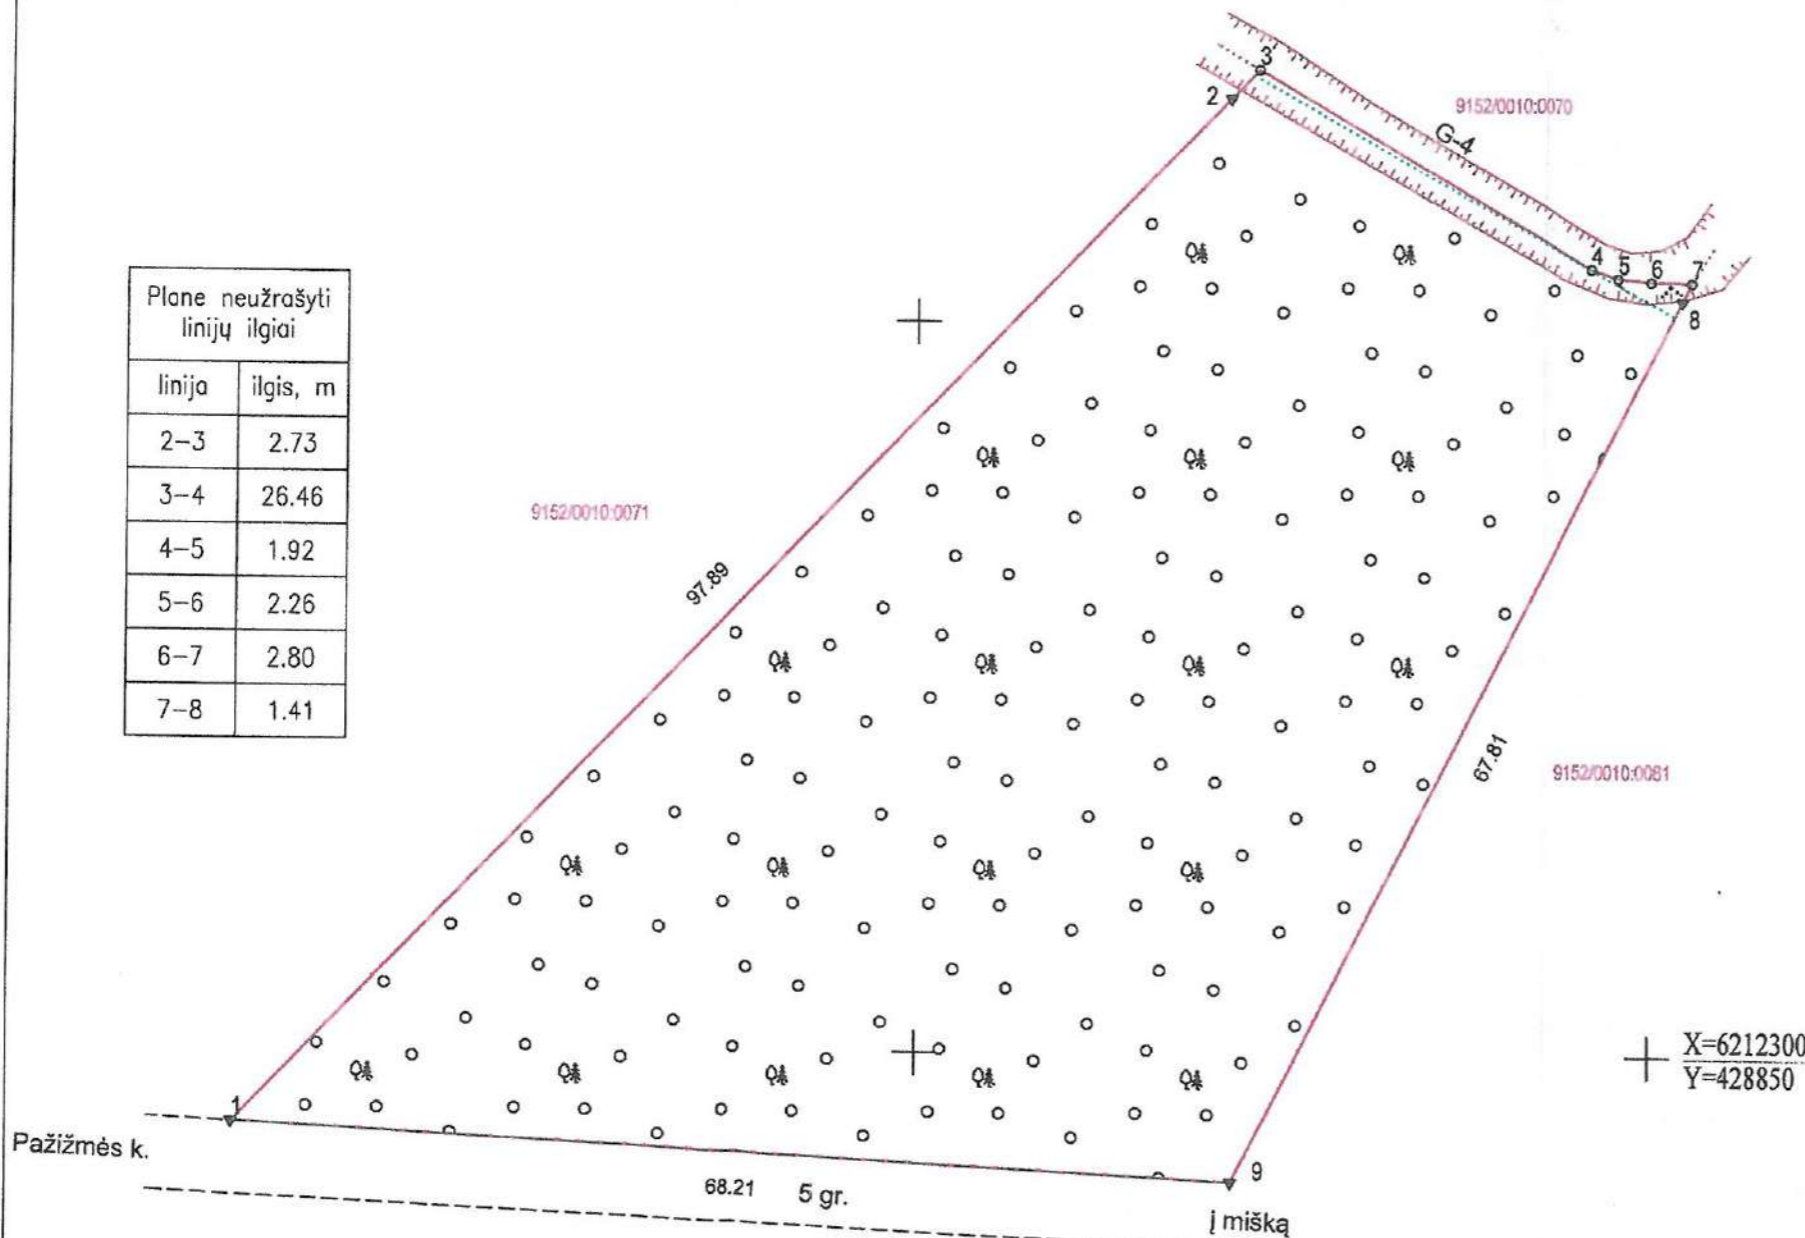 3
2
9152/0010:0070
G-4
4
5
6
7
8
Plane neužrašyti
linijų ilgiai
linija ilgis, m
2-3 2.73
3-4 26.46
4-5 1.92
5-6 2.26
6-7 2.80
7-8 1.41
9152/0010:0071
97.89
67.81
9152/0010:0081
X=6212300
Y=428850
1
Pažižmės k.
9
68.21 5 gr.
į mišką